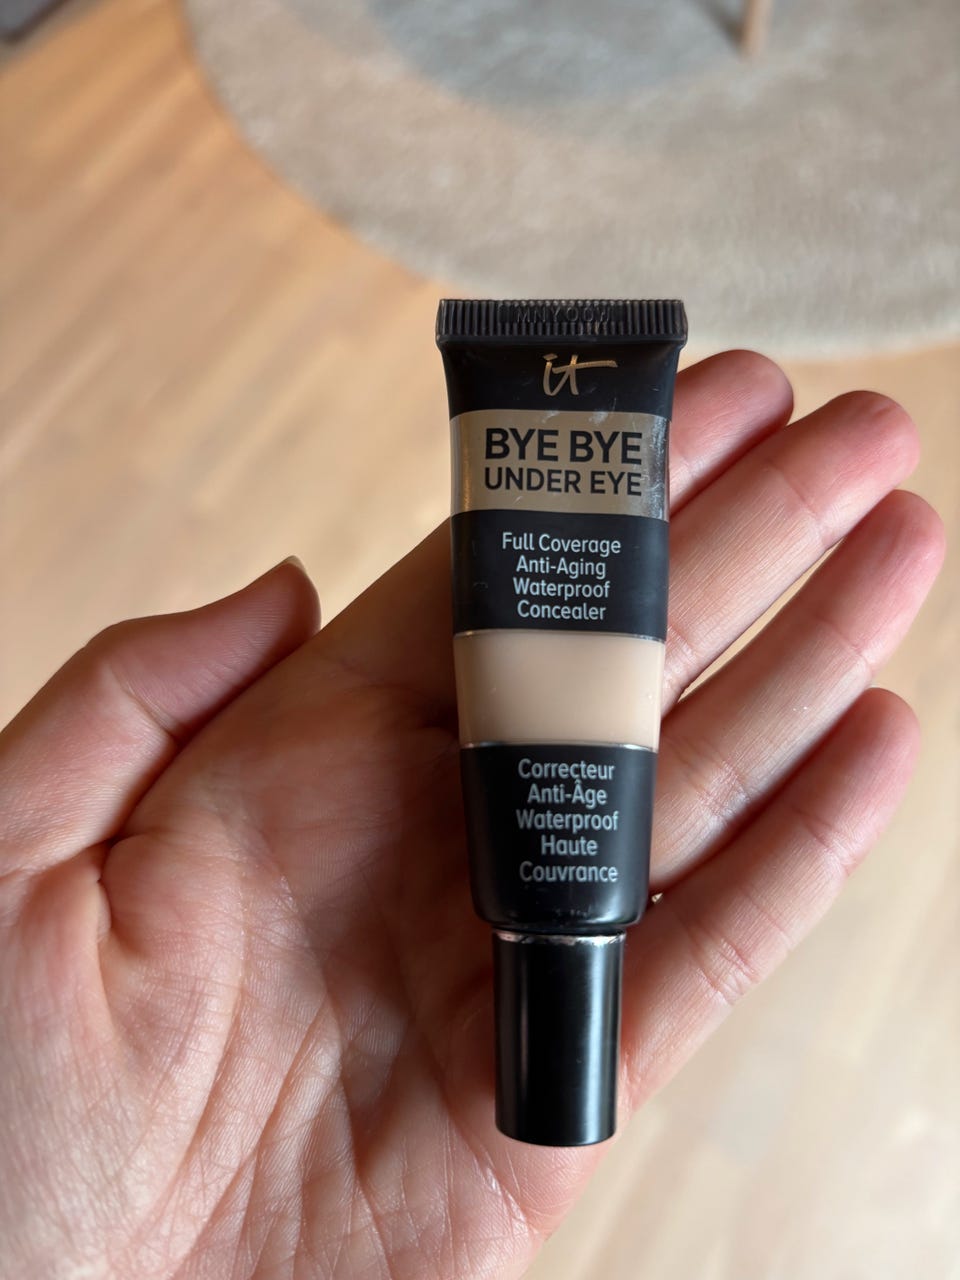 it
BYE BYE
UNDER EYE
Full Coverage
Anti-Aging
Waterproof
Concealer
Correcteur
Anti-Âge
Waterproof
Haute
Couvrance